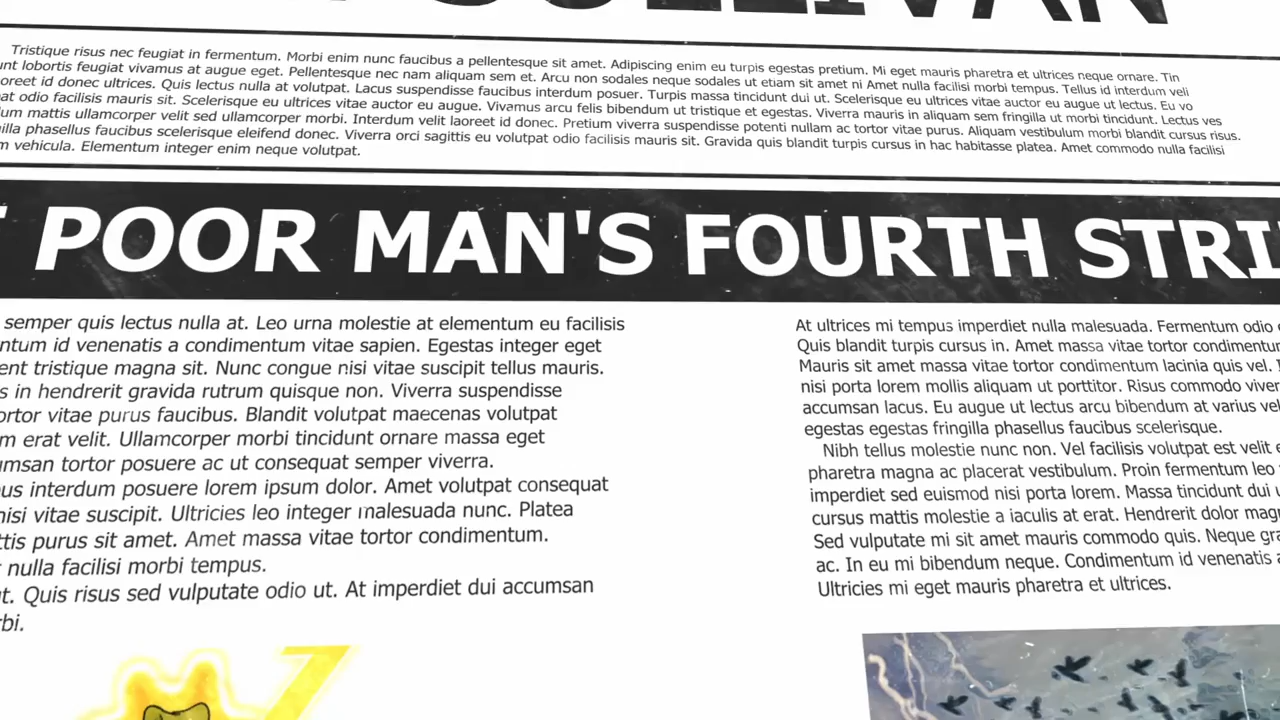 SULLIVAN
Tristique risus nec feugiat in fermentum. Morbi enim nunc faucibus a pellentesque sit amet. Adipiscing enim eu turpis egestas pretium. Mi eget mauris pharetra et ultrices neque ornare. Tin
unt lobortis feugiat vivamus at augue eget. Pellentesque nec nam aliquam sem et. Arcu non sodales neque sodales ut etiam sit amet ni Amet nulla facilisi morbi tempus. Tellus id interdum veli
oreet id donec ultrices. Quis lectus nulla at volutpat. Lacus suspendisse faucibus interdum posuer. Turpis massa tincidunt dui ut. Scelerisque eu ultrices vitae auctor eu augue ut lectus. Eu vo
at odio facilisis mauris sit. Scelerisque eu ultrices vitae auctor eu augue. Vivamus arcu felis bibendum ut tristique et egestas. Viverra mauris in aliquam sem fringilla ut morbi tincidunt. Lectus ves
um mattis ullamcorper velit sed ullamcorper morbi. Interdum velit laoreet id donec. Pretium viverra suspendisse potenti nullam ac tortor vitae purus. Aliquam vestibulum morbi blandit cursus risus.
illa phasellus faucibus scelerisque eleifend donec. Viverra orci sagittis eu volutpat odio facilisis mauris sit. Gravida quis blandit turpis cursus in hac habitasse platea. Amet commodo nulla facilisi
m vehicula. Elementum integer enim neque volutpat.
POOR MAN'S FOURTH STRI
semper quis lectus nulla at. Leo urna molestie at elementum eu facilisis
ntum id venenatis a condimentum vitae sapien. Egestas integer eget
ent tristique magna sit. Nunc congue nisi vitae suscipit tellus mauris.
s in hendrerit gravida rutrum quisque non. Viverra suspendisse
ortor vitae purus faucibus. Blandit volutpat maecenas volutpat
m erat velit. Ullamcorper morbi tincidunt ornare massa eget
umsan tortor posuere ac ut consequat semper viverra.
us interdum posuere lorem ipsum dolor. Amet volutpat consequat
nisi vitae suscipit. Ultricies leo integer malesuada nunc. Platea
ttis purus sit amet. Amet massa vitae tortor condimentum.
nulla facilisi morbi tempus.
t. Quis risus sed vulputate odio ut. At imperdiet dui accumsan
rbi.
At ultrices mi tempus imperdiet nulla malesuada. Fermentum odio
Quis blandit turpis cursus in. Amet massa vitae tortor condimentum
Mauris sit amet massa vitae tortor condimentum lacinia quis vel.
nisi porta lorem mollis aliquam ut porttitor. Risus commodo viver
accumsan lacus. Eu augue ut lectus arcu bibendum at varius vel
egestas egestas fringilla phasellus faucibus scelerisque.
Nibh tellus molestie nunc non. Vel facilisis volutpat est velit e
pharetra magna ac placerat vestibulum. Proin fermentum leo
imperdiet sed euismod nisi porta lorem. Massa tincidunt dui u
cursus mattis molestie a iaculis at erat. Hendrerit dolor mag
Sed vulputate mi sit amet mauris commodo quis. Neque gra
ac. In eu mi bibendum neque. Condimentum id venenatis a
Ultricies mi eget mauris pharetra et ultrices.